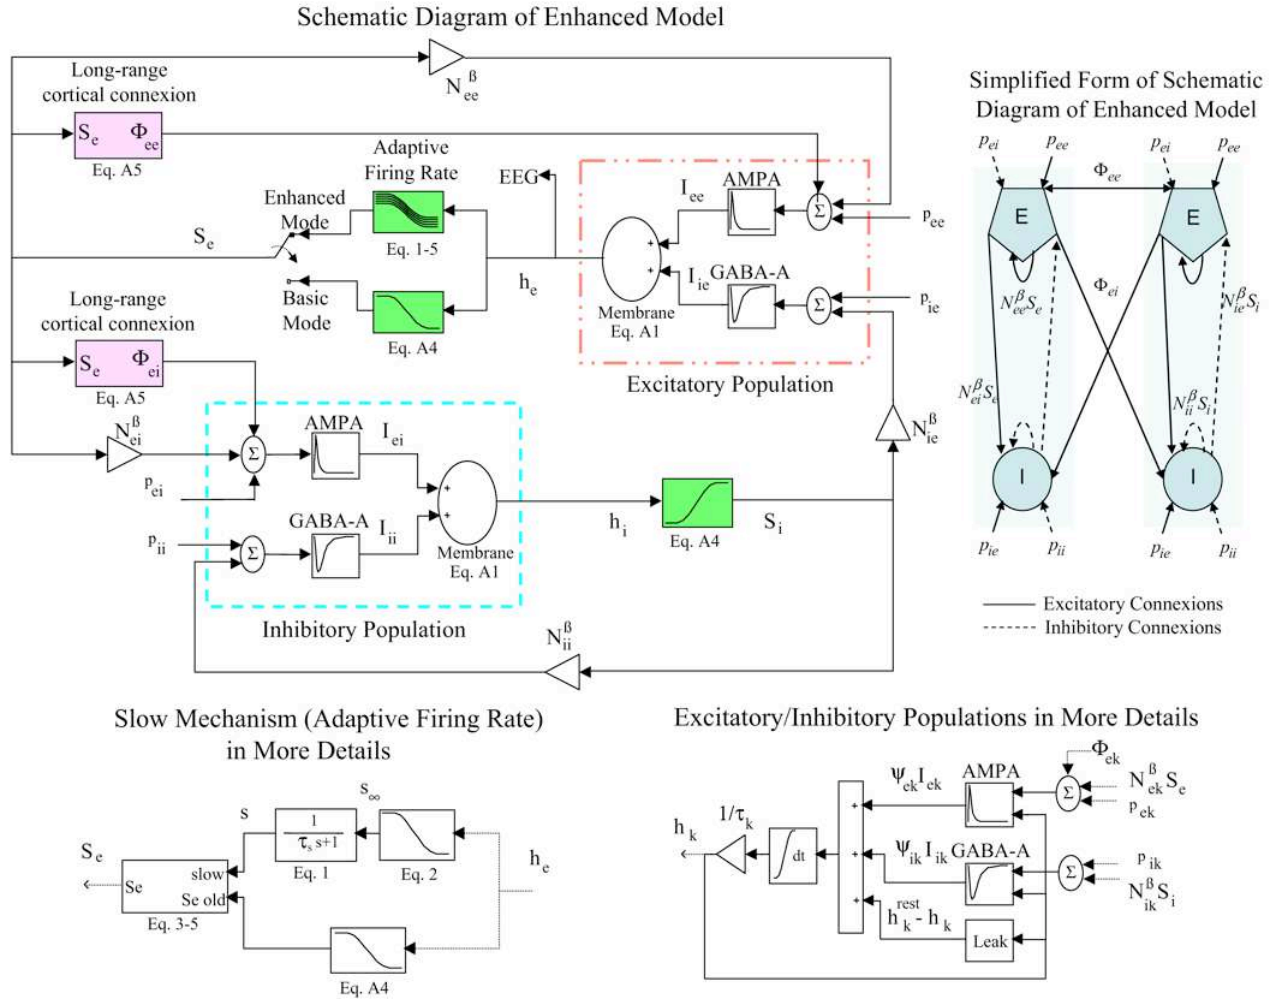 Schematic Diagram of Enhanced Model
N_ee^ß
Long-range
cortical connexion
S_e Φ_ee
Eq. A5
Adaptive
Firing Rate
Enhanced
Mode
Eq. 1-5
S_e
Basic
Mode
Eq. A4
EEG
h_e
I_ee
AMPA
Σ
p_ee
+
+
I_ie
GABA-A
Σ
p_ie
Membrane
Eq. A1
Excitatory Population
Long-range
cortical connexion
S_e Φ_ei
Eq. A5
N_ei^ß
p_ei
Σ
AMPA
I_ei
+
+
p_ii
Σ
GABA-A
I_ii
Membrane
Eq. A1
Inhibitory Population
h_i
Eq. A4
S_i
N_ie^ß
N_ii^ß
Simplified Form of Schematic
Diagram of Enhanced Model
p_ei p_ee p_ei p_ee
Φ_ee
E E
N_ee^β S_e
Φ_ei
N_ie^β S_i
N_ei^β S_e
N_ii^β S_i
I I
p_ie p_ii p_ie p_ii
Excitatory Connexions
Inhibitory Connexions
Slow Mechanism (Adaptive Firing Rate)
in More Details
s
s_∞
1
τ_s s+1
Eq. 1
Eq. 2
S_e
slow
Se
Se old
Eq. 3-5
h_e
Eq. A4
Excitatory/Inhibitory Populations in More Details
Φ_ek
ψ_ek I_ek
AMPA
Σ
N_ek^ß S_e
p_ek
h_k
1/τ_k
∫ dt
+
+
+
ψ_ik I_ik
GABA-A
Σ
p_ik
N_ik^ß S_i
h_k^rest - h_k
Leak